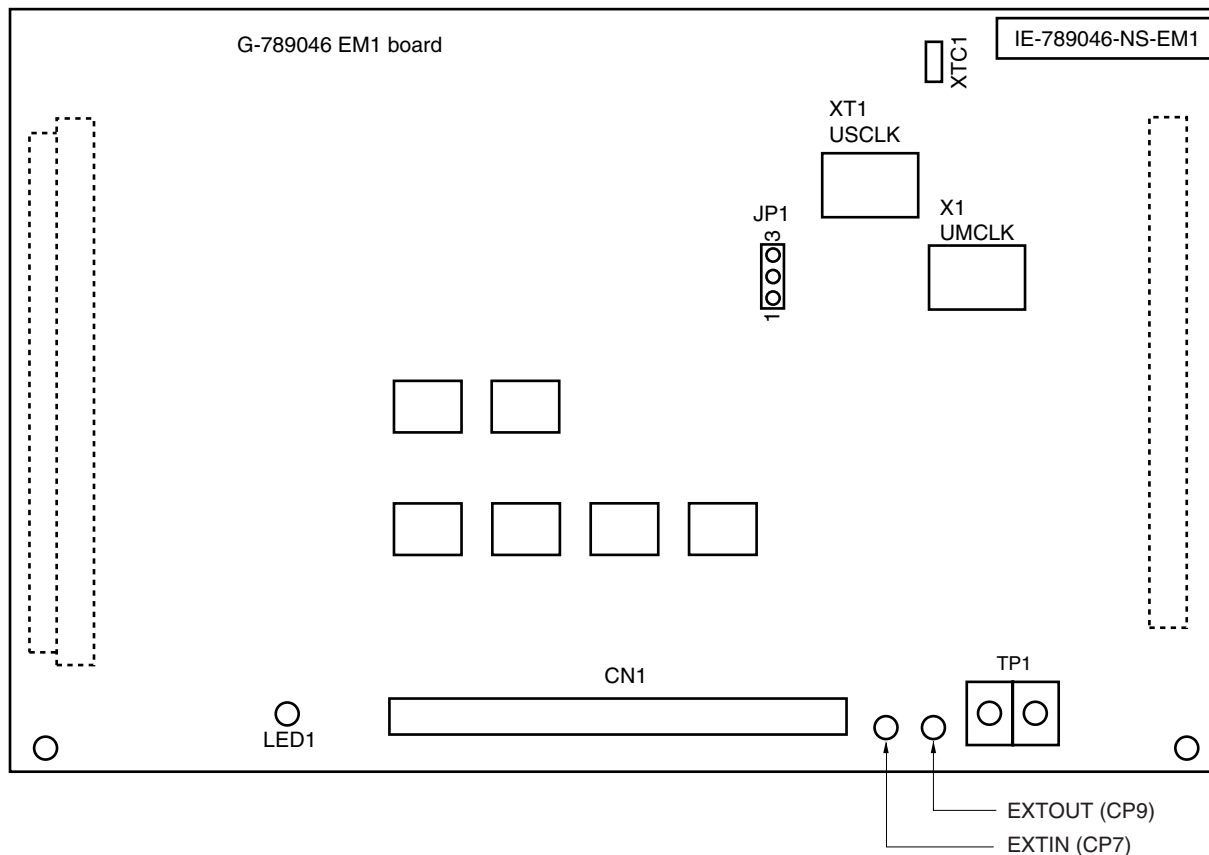 G-789046 EM1 board
IE-789046-NS-EM1
XTC1
XT1
USCLK
X1
UMCLK
JP1
3
1
CN1
TP1
LED1
EXTOUT (CP9)
EXTIN (CP7)